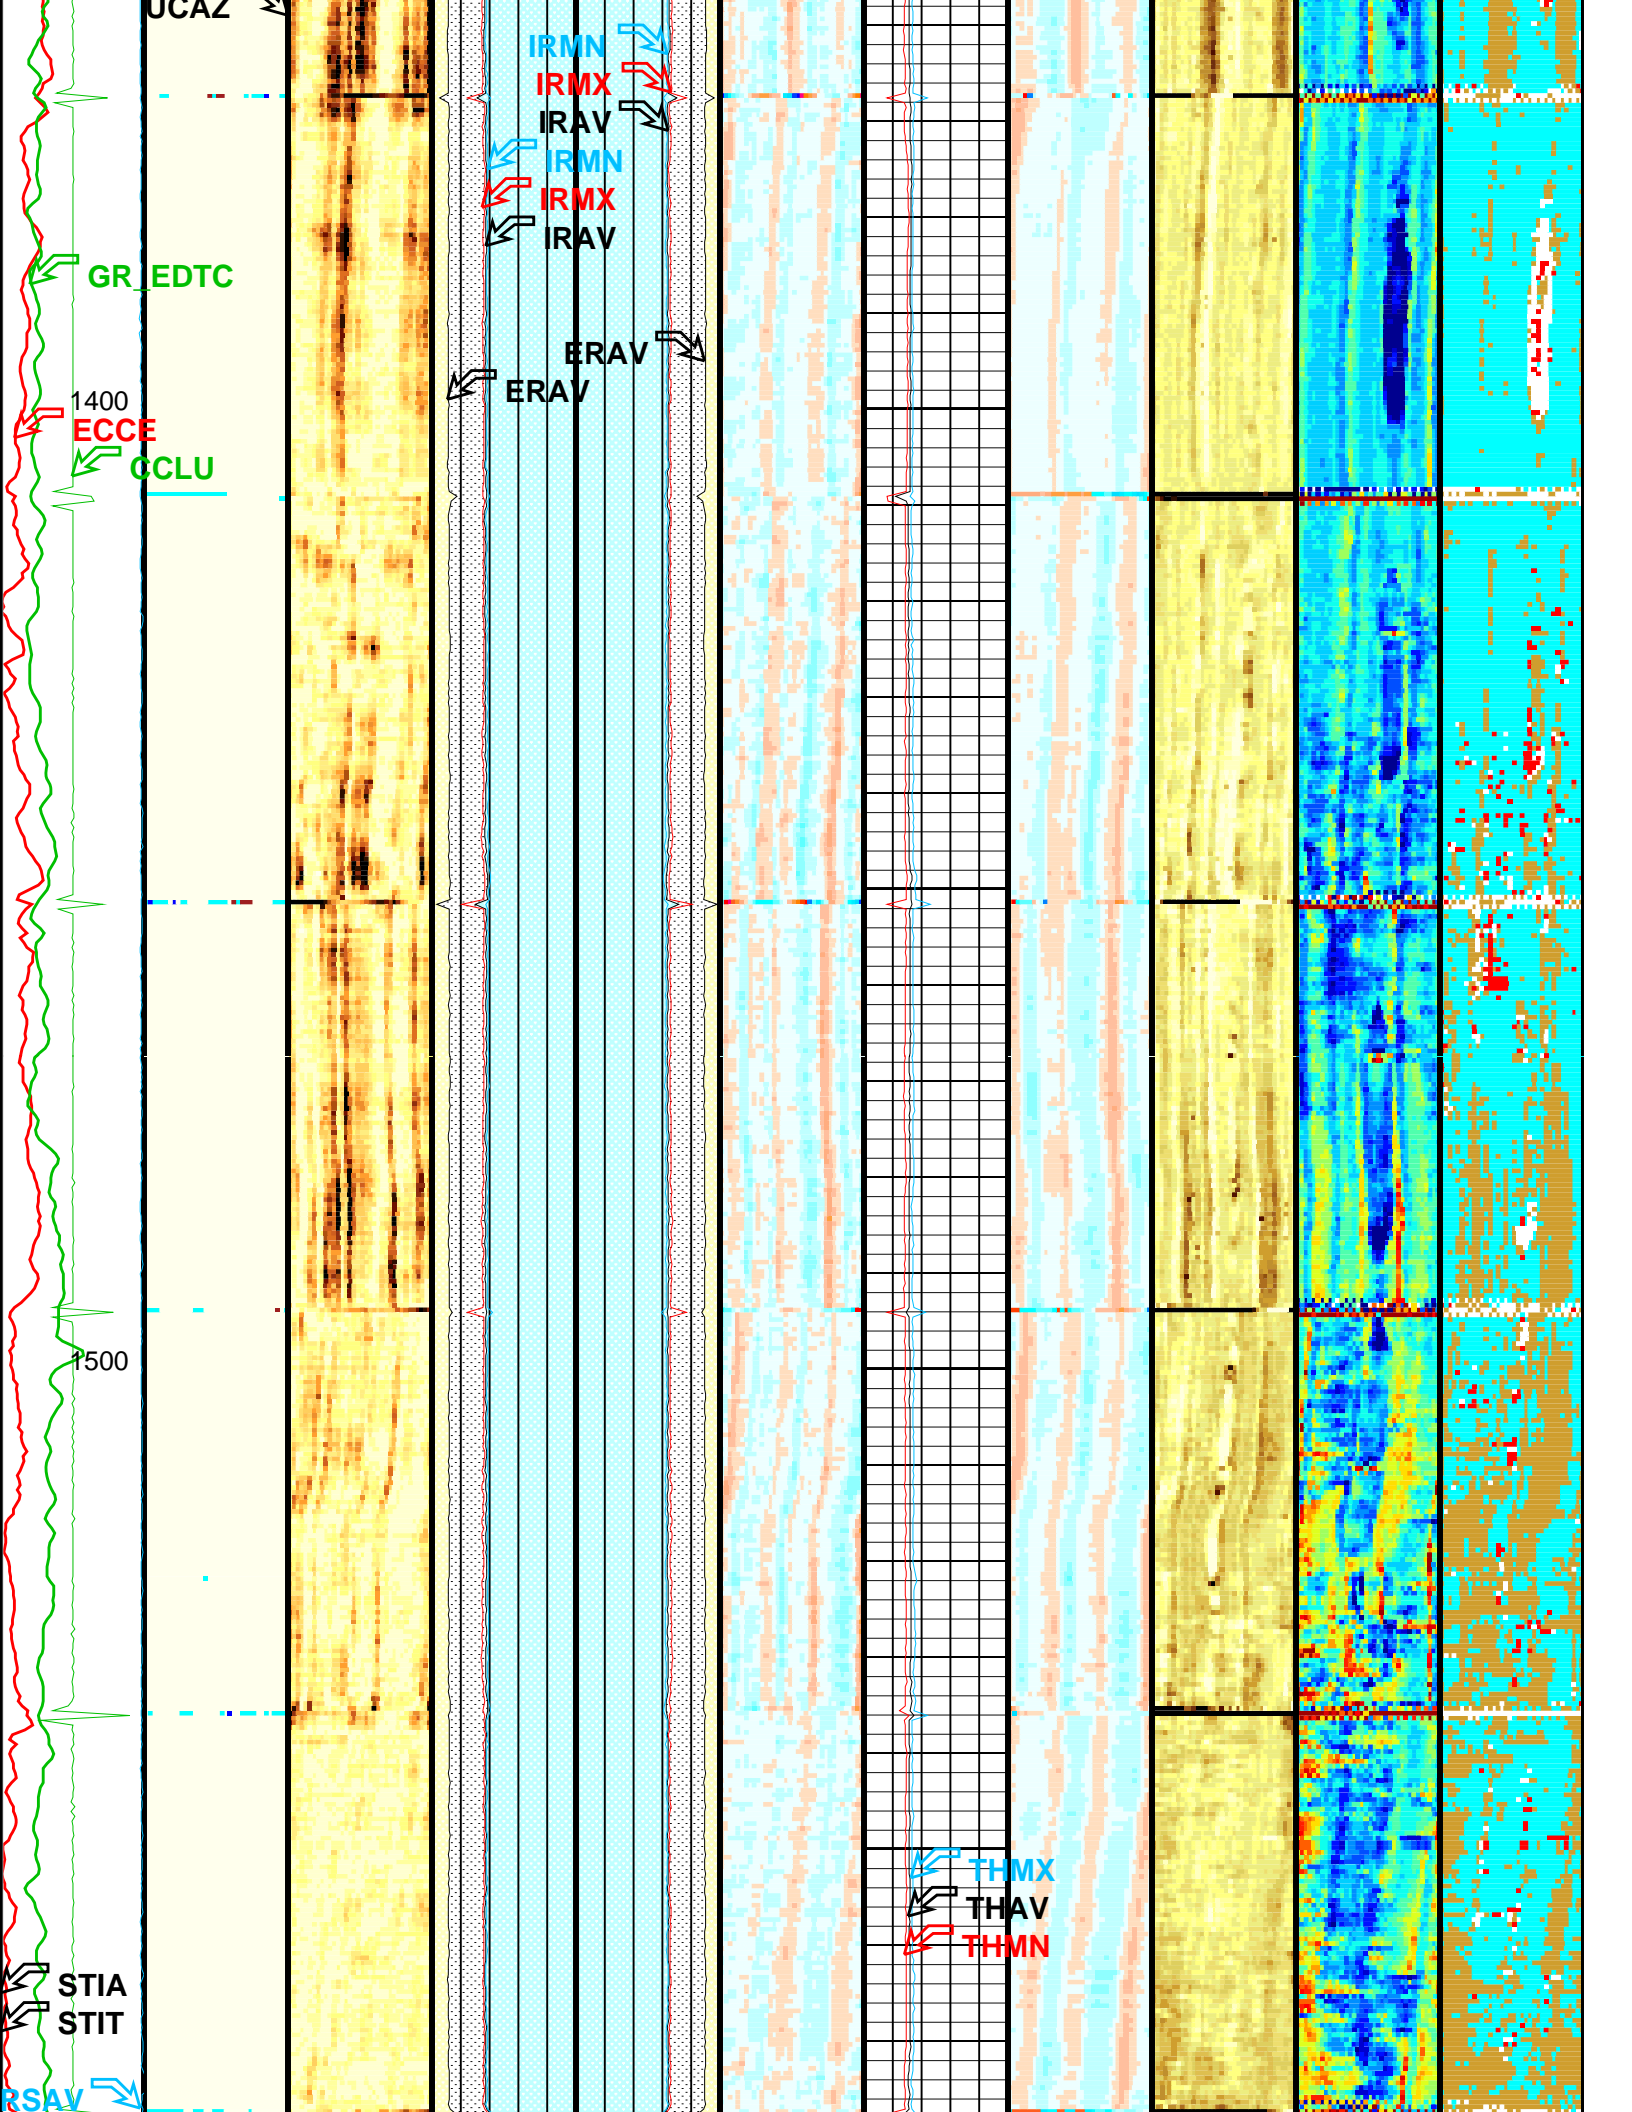 UCAZ
IRMN
IRMX
IRAV
IRMN
IRMX
IRAV
GR_EDTC
ERAV
ERAV
1400
ECCE
CCLU
1500
THMX
THAV
THMN
STIA
STIT
RSAV